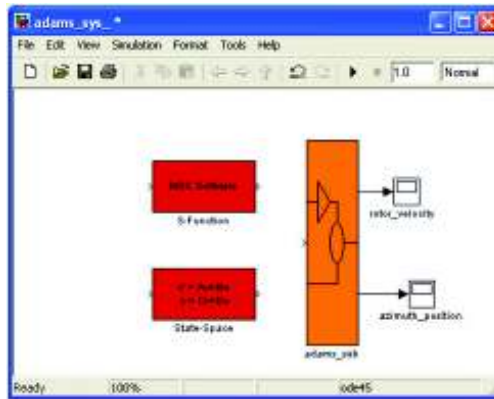 adams_sys_ *
File Edit View Simulation Format Tools Help
1.0 Normal
S-Function
rotor_velocity
State-Space
azimuth_position
adams_sub
Ready 100% ode45